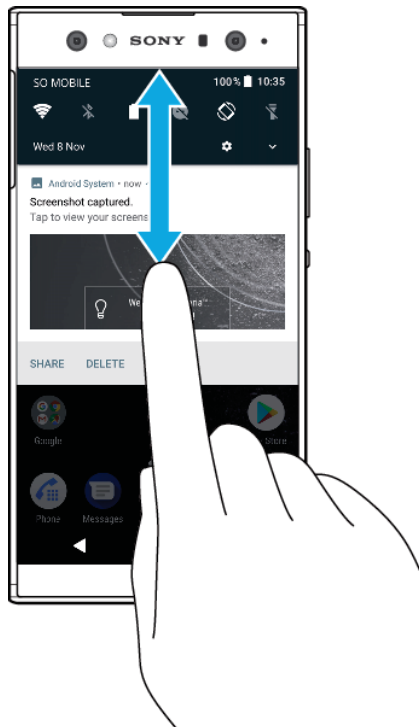 SONY
SO MOBILE 100% 10:35
Wed 8 Nov
Android System • now
Screenshot captured.
Tap to view your
SHARE DELETE
Google Store
Phone Messages